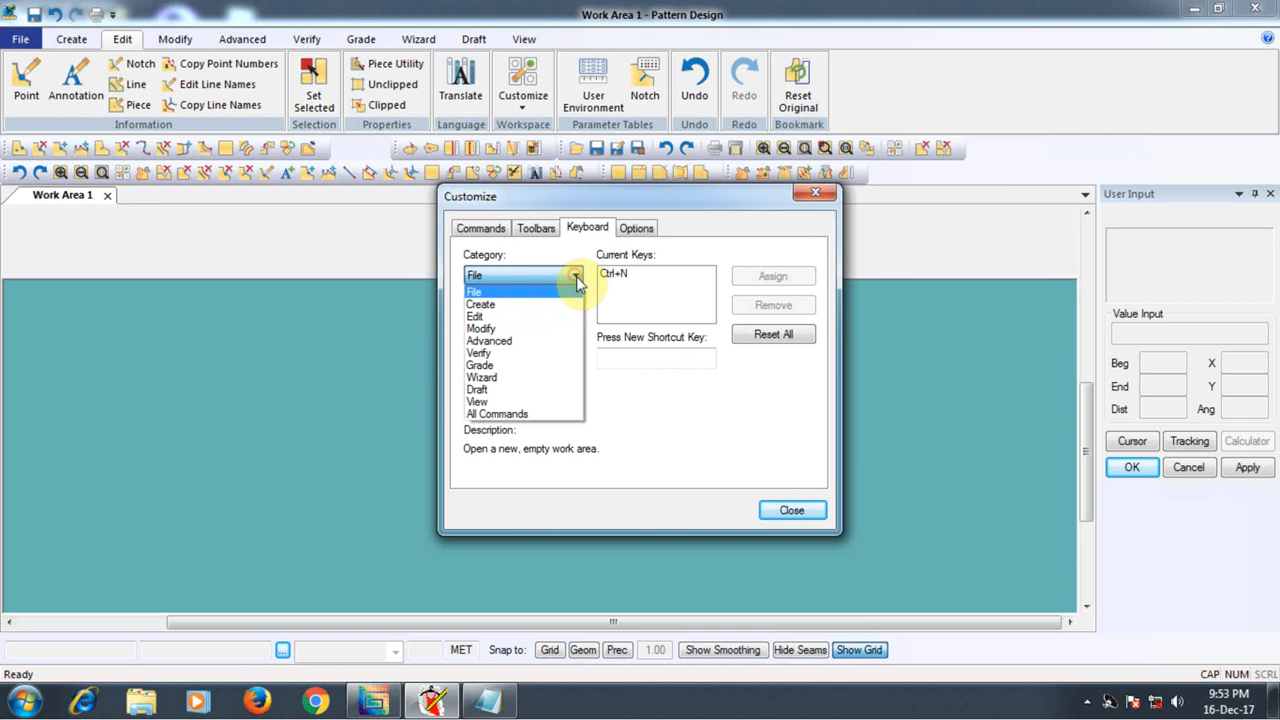 Work Area 1 - Pattern Design
File Create Edit Modify Advanced Verify Grade Wizard Draft View
Notch Copy Point Numbers
Line Edit Line Names
Piece Copy Line Names
Point Annotation
Information
Set Selected
Selection
Piece Utility
Unclipped
Clipped
Properties
Translate
Language
Customize
Workspace
User Environment
Notch
Parameter Tables
Undo
Undo
Redo
Redo
Reset Original
Bookmark
Work Area 1
Customize
Commands Toolbars Keyboard Options
Category:
File
File
Create
Edit
Modify
Advanced
Verify
Grade
Wizard
Draft
View
All Commands
Current Keys:
Ctrl+N
Press New Shortcut Key:
Assign
Remove
Reset All
Description:
Open a new, empty work area.
Close
User Input
Value Input
Beg X
End Y
Dist Ang
Cursor Tracking Calculator
OK Cancel Apply
MET Snap to: Grid Geom Prec 1.00 Show Smoothing Hide Seams Show Grid
Ready CAP NUM SCRL
9:53 PM
16-Dec-17